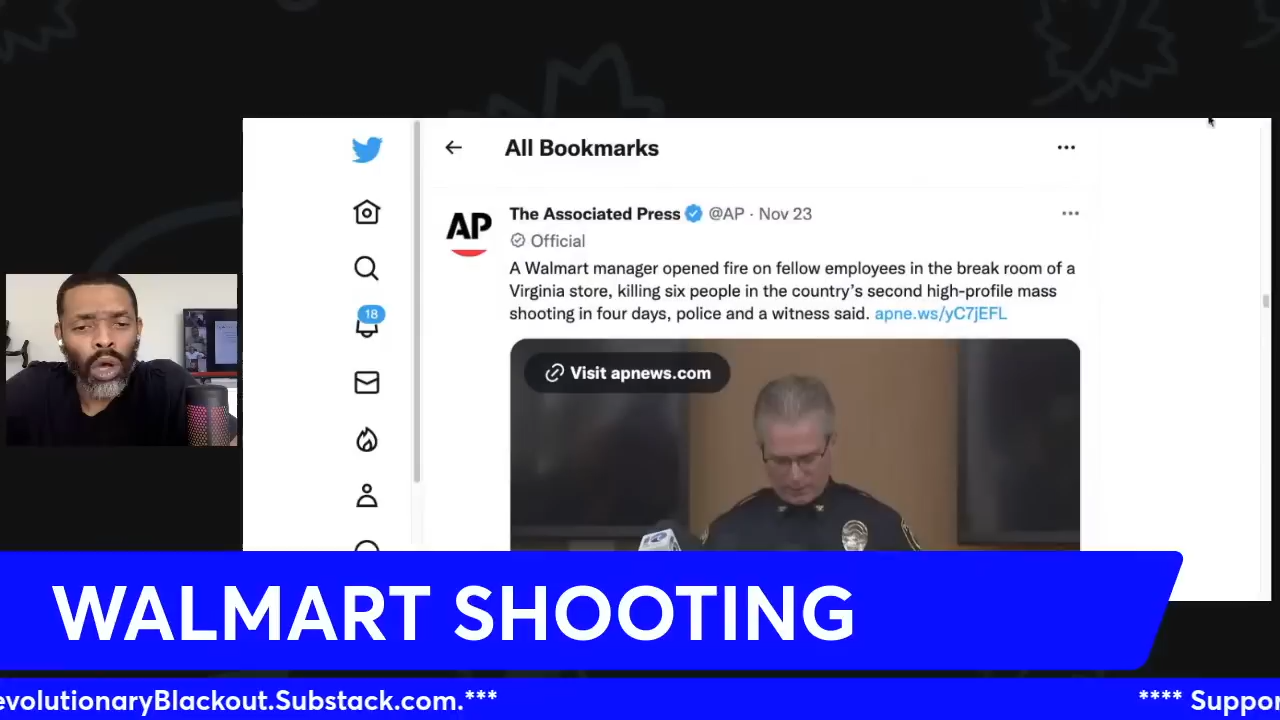 All Bookmarks
AP
The Associated Press @AP · Nov 23
Official
A Walmart manager opened fire on fellow employees in the break room of a
Virginia store, killing six people in the country’s second high-profile mass
shooting in four days, police and a witness said. apne.ws/yC7jEFL
18
Visit apnews.com
WALMART SHOOTING
evolutionaryBlackout.Substack.com.*** **** Suppor